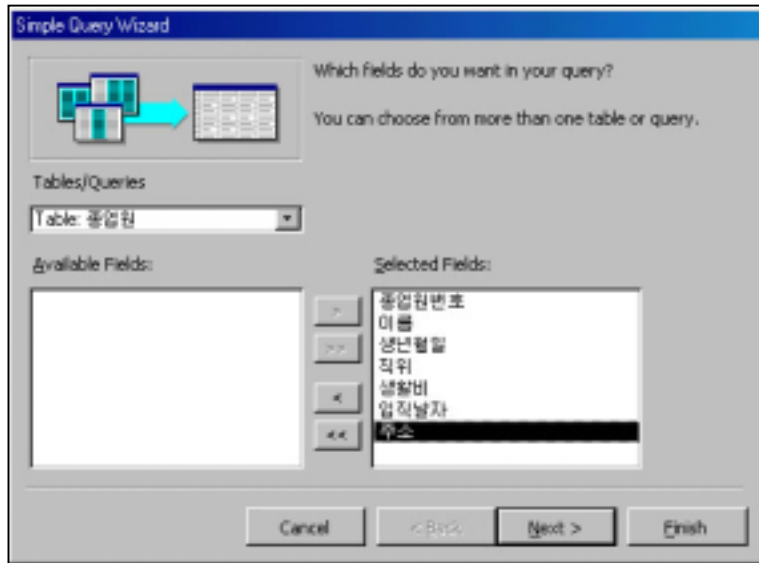 Simple Query Wizard
Which fields do you want in your query?
You can choose from more than one table or query.
Tables/Queries
Table: 종업원
Available Fields:
Selected Fields:
종업원번호
이름
생년월일
직위
생활비
입직날자
주소
>
>>
<
<<
Cancel
< Back
Next >
Finish